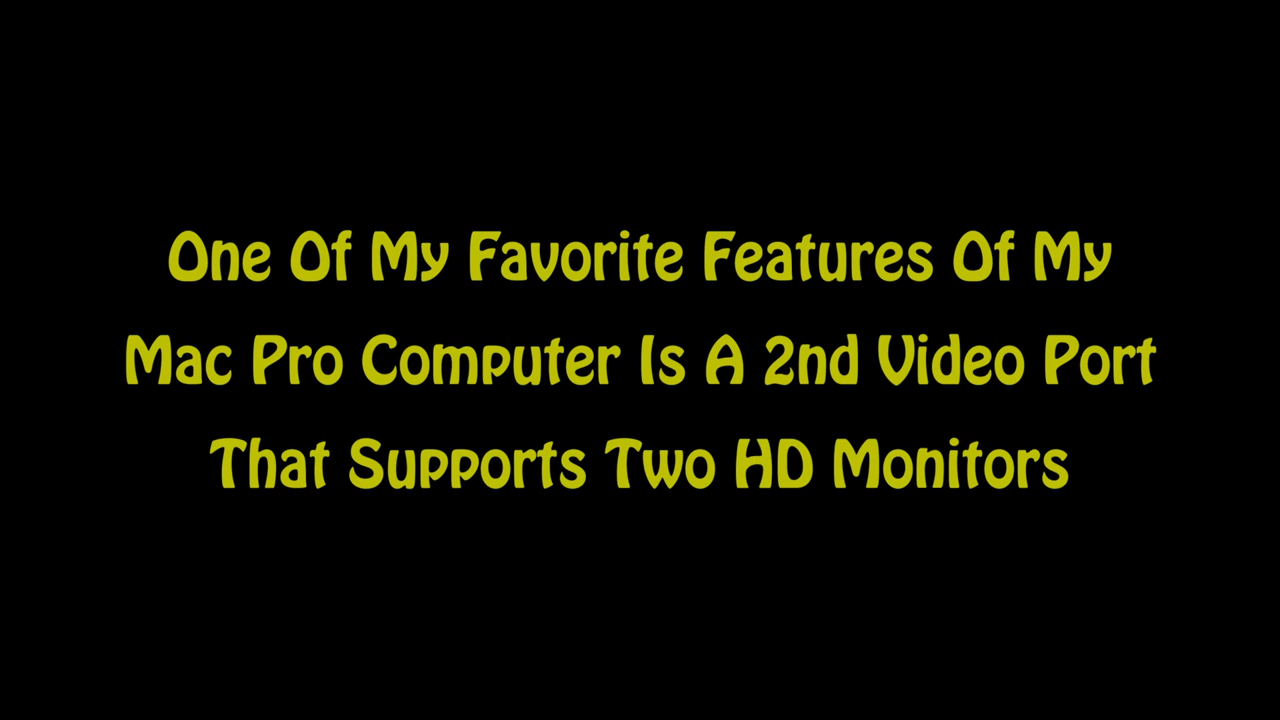 One Of My Favorite Features Of My
Mac Pro Computer Is A 2nd Video Port
That Supports Two HD Monitors